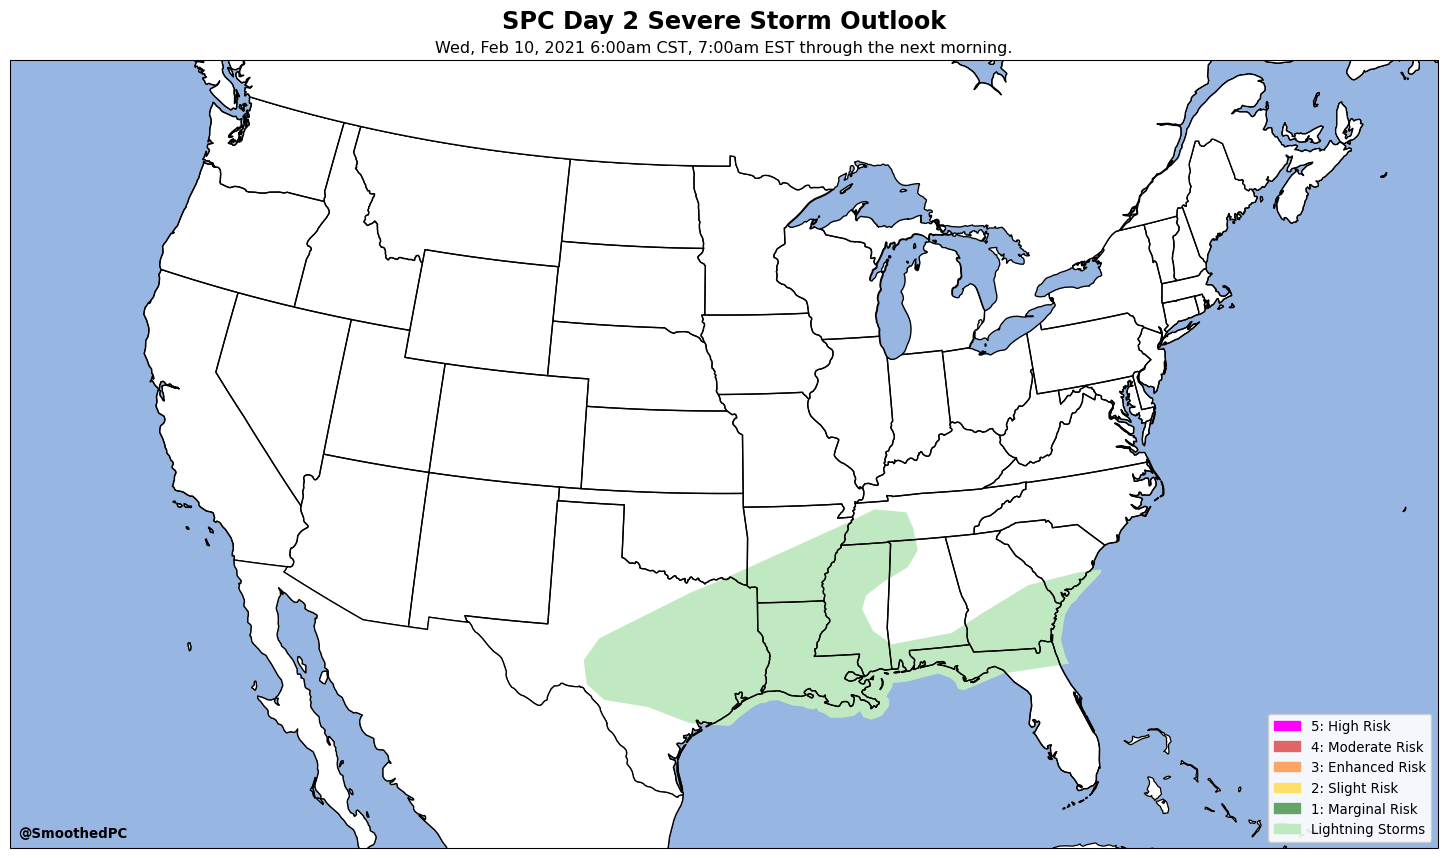 SPC Day 2 Severe Storm Outlook
Wed, Feb 10, 2021 6:00am CST, 7:00am EST through the next morning.
5: High Risk
4: Moderate Risk
3: Enhanced Risk
2: Slight Risk
1: Marginal Risk
Lightning Storms
@SmoothedPC